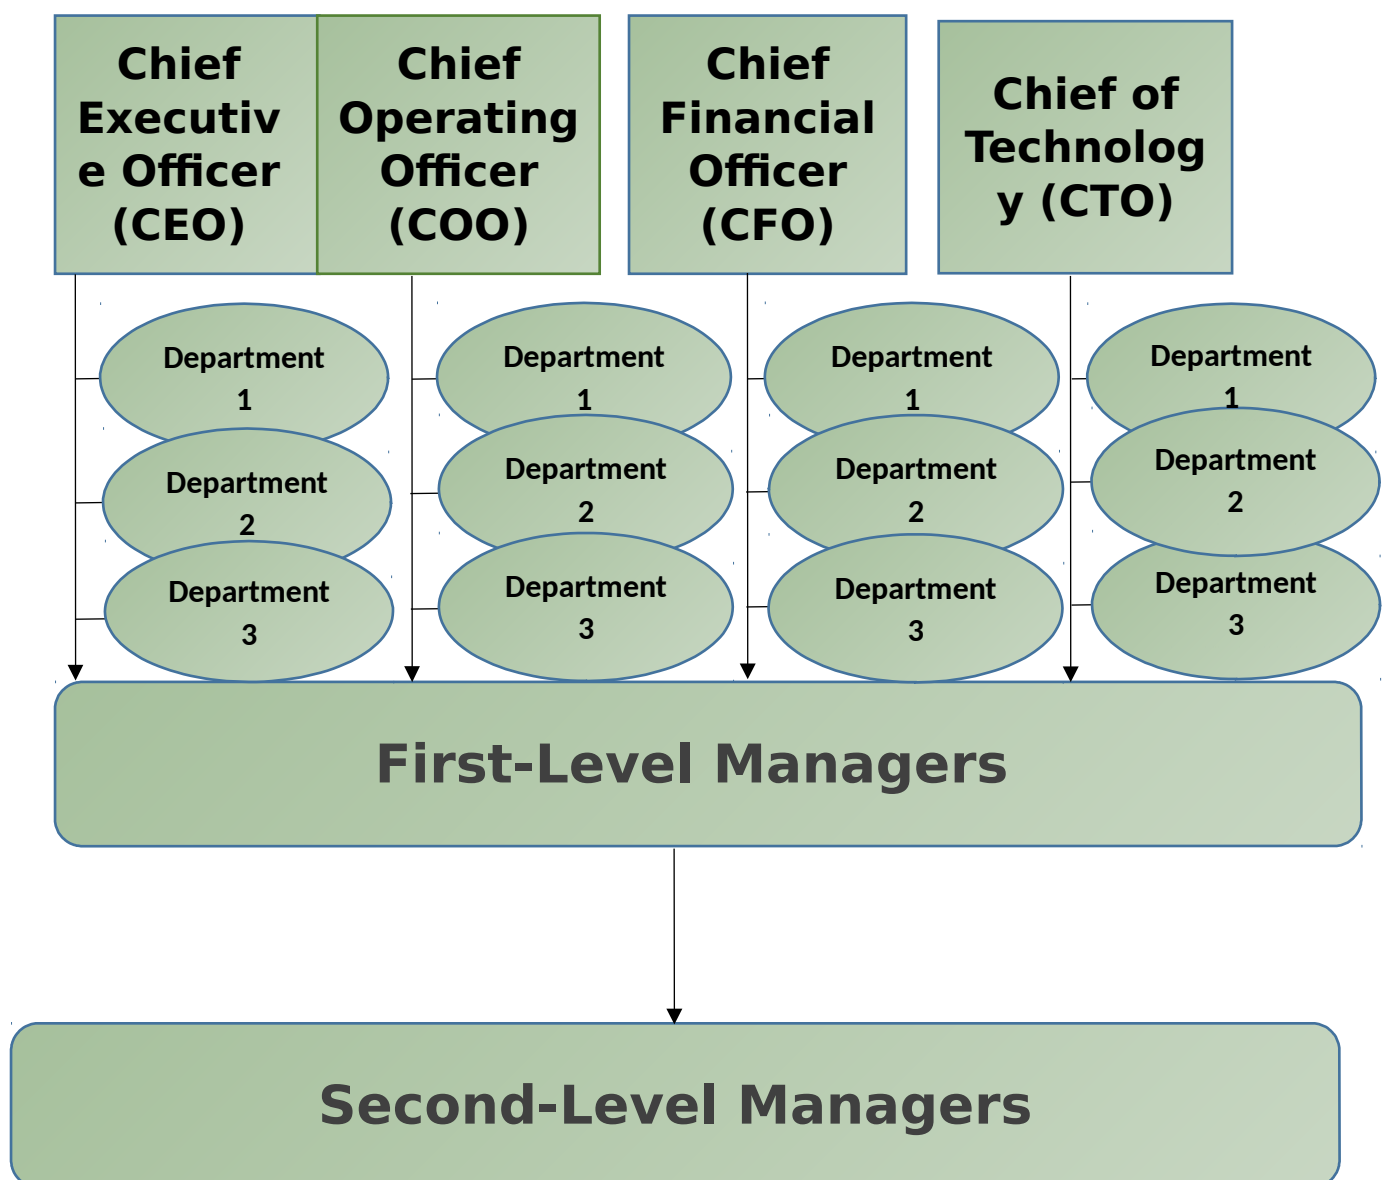 Chief
Executiv
e Officer
(CEO)
Chief
Operating
Officer
(COO)
Chief
Financial
Officer
(CFO)
Chief of
Technolog
y (CTO)
Department
1
Department
2
Department
3
Department
1
Department
2
Department
3
Department
1
Department
2
Department
3
Department
1
Department
2
Department
3
First-Level Managers
Second-Level Managers